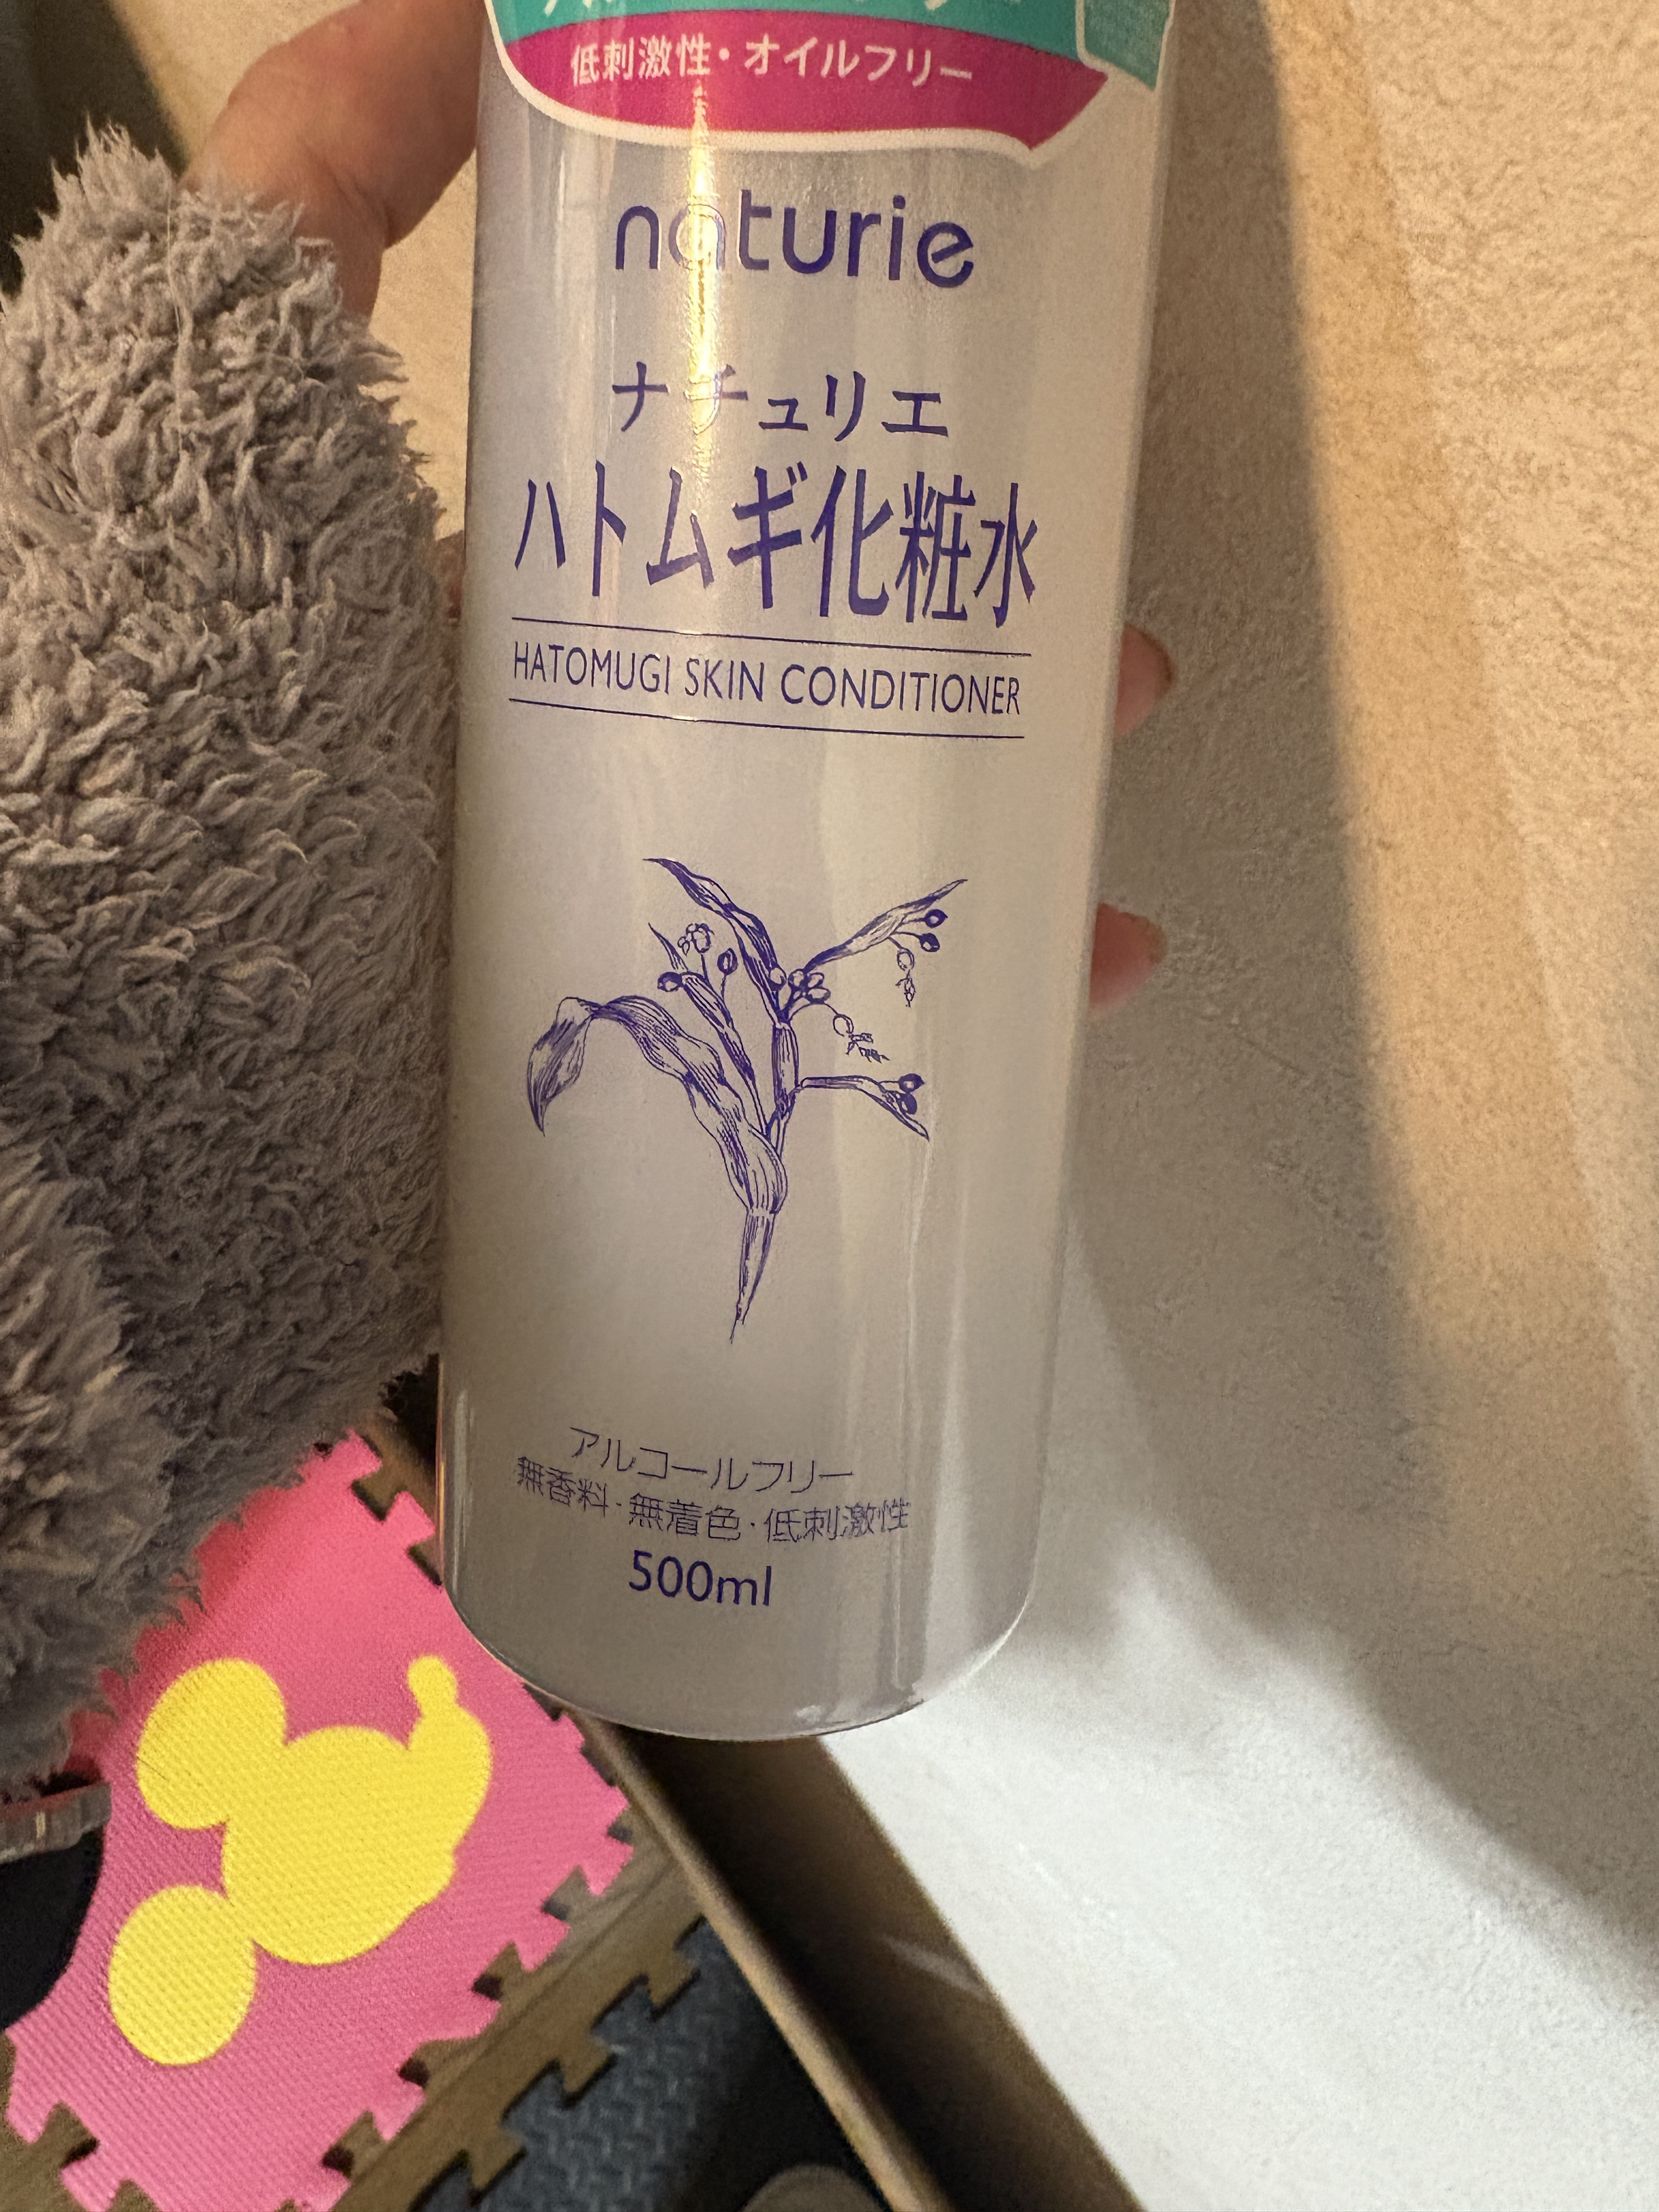 低刺激性・オイルフリー
naturie
ナチュリエ
ハトムギ化粧水
HATOMUGI SKIN CONDITIONER
アルコールフリー
無香料・無着色・低刺激性
500ml